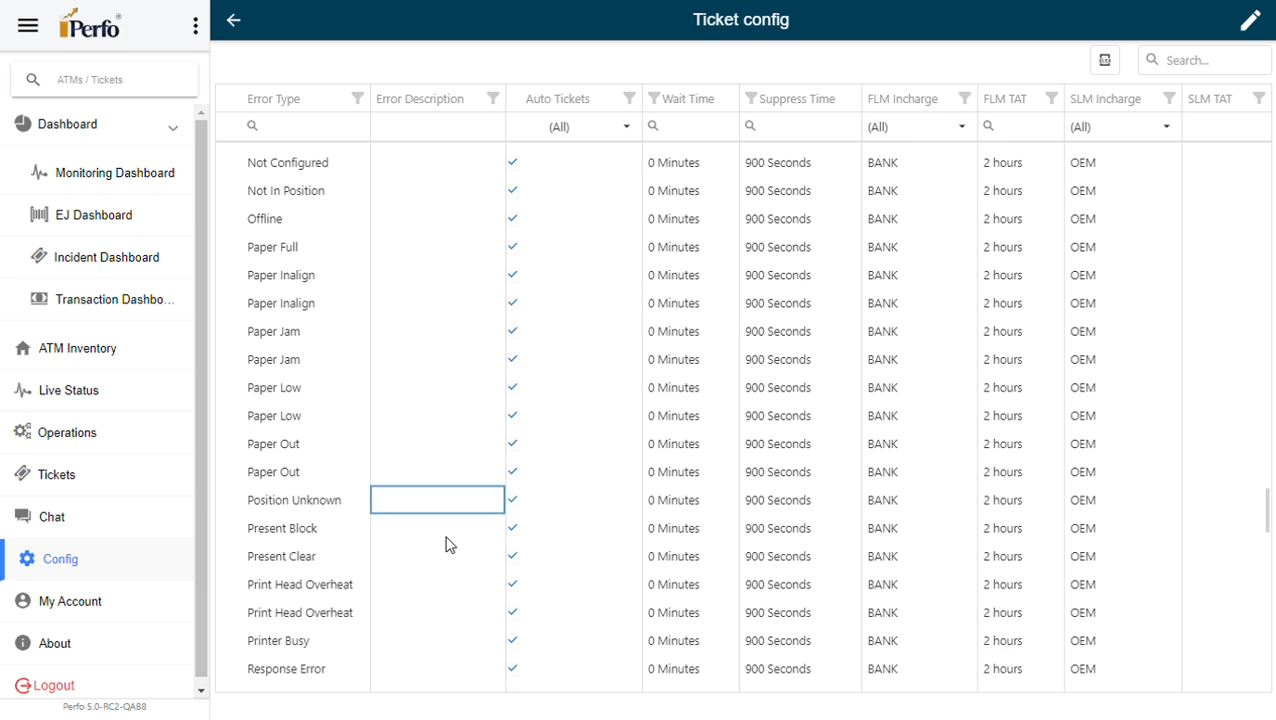 Perfo
Ticket config
ATMs / Tickets
Search...
Dashboard
Monitoring Dashboard
EJ Dashboard
Incident Dashboard
Transaction Dashbo...
ATM Inventory
Live Status
Operations
Tickets
Chat
Config
My Account
About
Logout
Perfo 5.0-RC2-QAB8
Error Type Error Description Auto Tickets Wait Time Suppress Time FLM Incharge FLM TAT SLM Incharge SLM TAT
(All) (All) (All)
Not Configured 0 Minutes 900 Seconds BANK 2 hours OEM
Not In Position 0 Minutes 900 Seconds BANK 2 hours OEM
Offline 0 Minutes 900 Seconds BANK 2 hours OEM
Paper Full 0 Minutes 900 Seconds BANK 2 hours OEM
Paper Inalign 0 Minutes 900 Seconds BANK 2 hours OEM
Paper Inalign 0 Minutes 900 Seconds BANK 2 hours OEM
Paper Jam 0 Minutes 900 Seconds BANK 2 hours OEM
Paper Jam 0 Minutes 900 Seconds BANK 2 hours OEM
Paper Low 0 Minutes 900 Seconds BANK 2 hours OEM
Paper Low 0 Minutes 900 Seconds BANK 2 hours OEM
Paper Out 0 Minutes 900 Seconds BANK 2 hours OEM
Paper Out 0 Minutes 900 Seconds BANK 2 hours OEM
Position Unknown 0 Minutes 900 Seconds BANK 2 hours OEM
Present Block 0 Minutes 900 Seconds BANK 2 hours OEM
Present Clear 0 Minutes 900 Seconds BANK 2 hours OEM
Print Head Overheat 0 Minutes 900 Seconds BANK 2 hours OEM
Print Head Overheat 0 Minutes 900 Seconds BANK 2 hours OEM
Printer Busy 0 Minutes 900 Seconds BANK 2 hours OEM
Response Error 0 Minutes 900 Seconds BANK 2 hours OEM